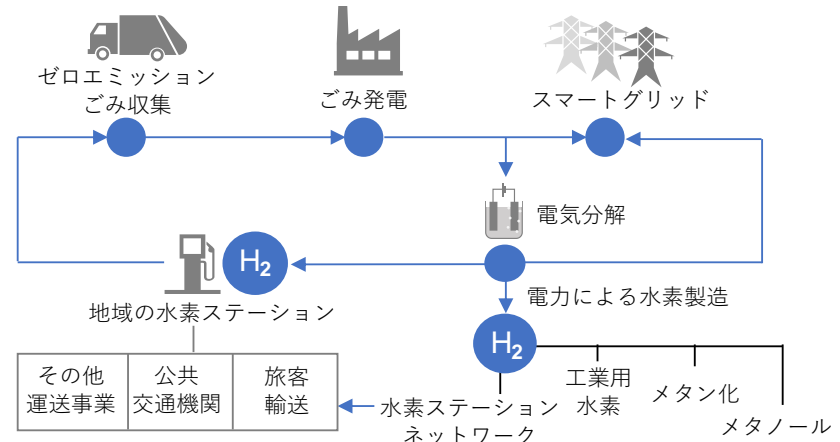 ゼロエミッション
ごみ収集
ごみ発電
スマートグリッド
電気分解
H₂
地域の水素ステーション
電力による水素製造
H₂
その他
運送事業
公共
交通機関
旅客
輸送
水素ステーション
ネットワーク
工業用
水素
メタン化
メタノール